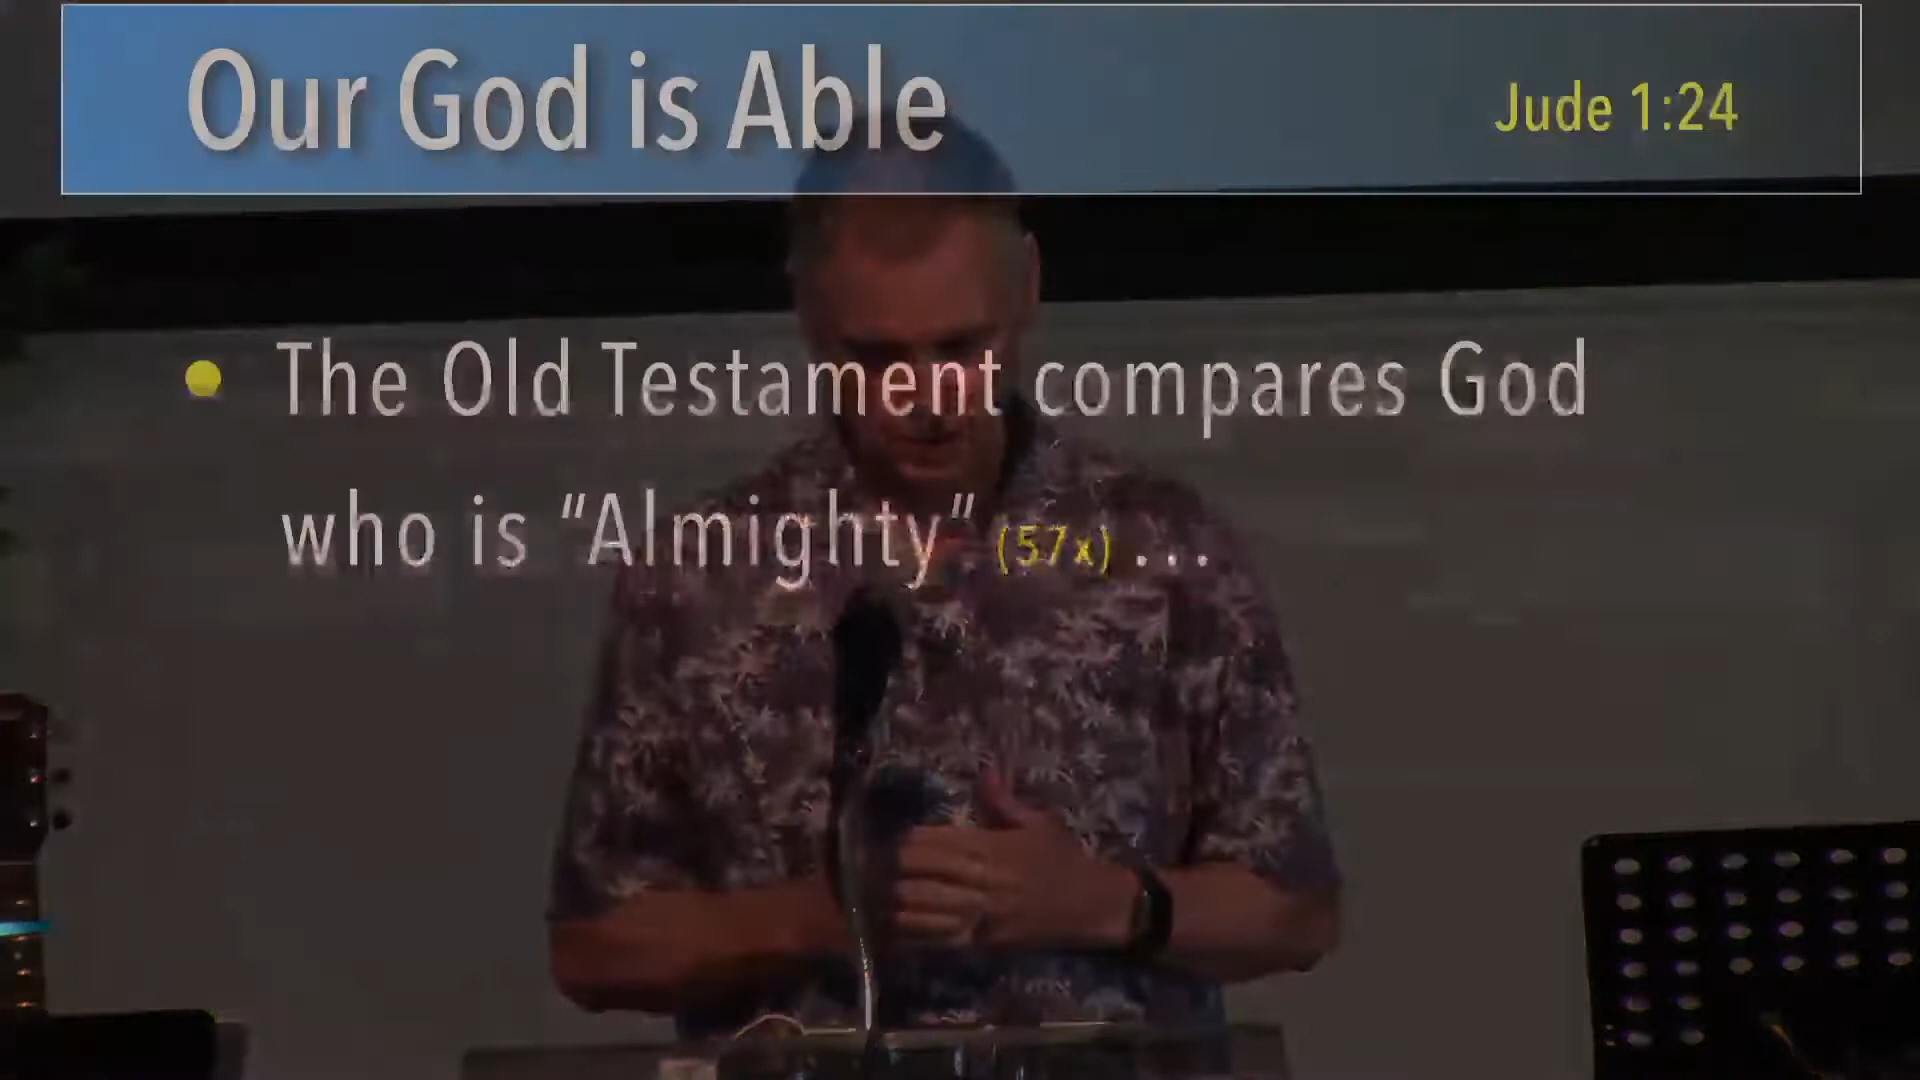 Our God is Able
Jude 1:24
• The Old Testament compares God
who is “Almighty” (57x) ...